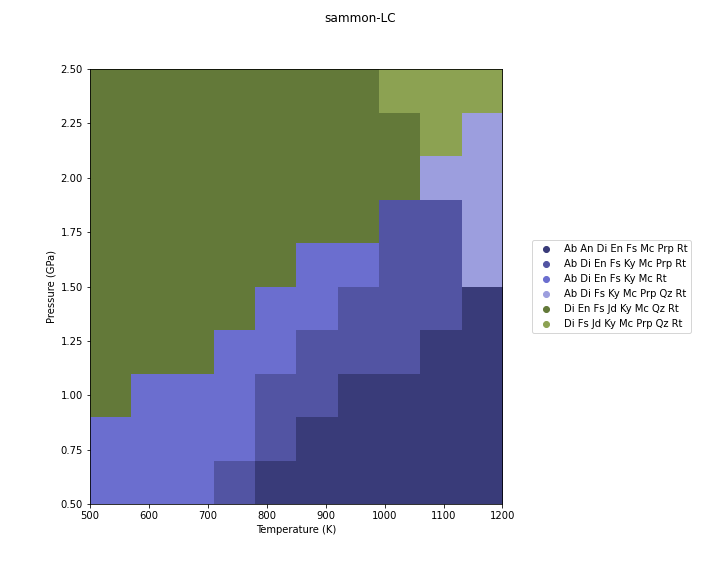 sammon-LC
2.50
2.25
2.00
1.75
1.50
1.25
1.00
0.75
0.50
Pressure (GPa)
500 600 700 800 900 1000 1100 1200
Temperature (K)
Ab An Di En Fs Mc Prp Rt
Ab Di En Fs Ky Mc Prp Rt
Ab Di En Fs Ky Mc Rt
Ab Di Fs Ky Mc Prp Qz Rt
Di En Fs Jd Ky Mc Qz Rt
Di Fs Jd Ky Mc Prp Qz Rt